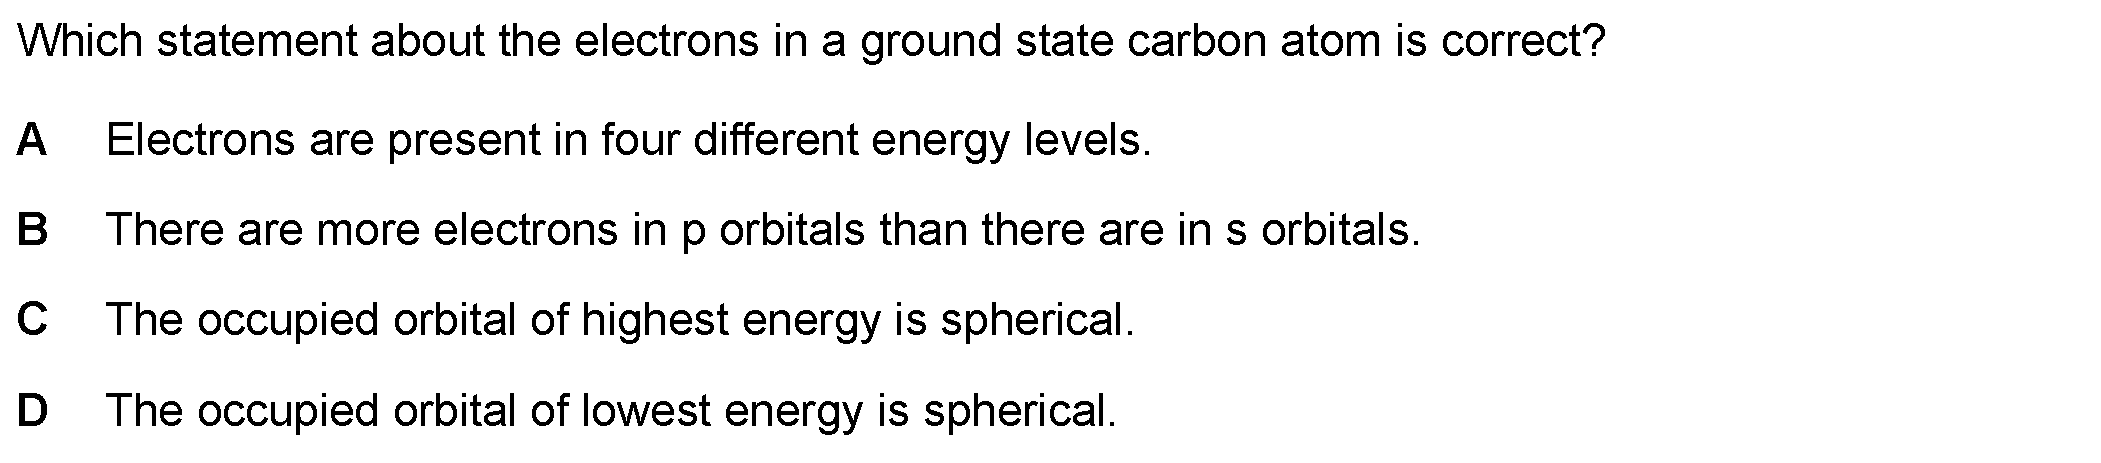 Which statement about the electrons in a ground state carbon atom is correct?
A Electrons are present in four different energy levels.
B There are more electrons in p orbitals than there are in s orbitals.
C The occupied orbital of highest energy is spherical.
D The occupied orbital of lowest energy is spherical.